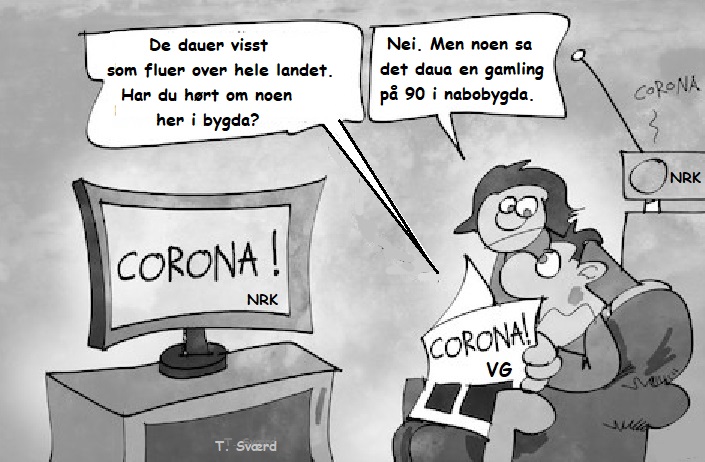 De dauer visst
som fluer over hele landet.
Har du hørt om noen
her i bygda?
Nei. Men noen sa
det daua en gamling
på 90 i nabobygda.
CORONA
NRK
CORONA!
NRK
CORONA!
VG
T. Sværd